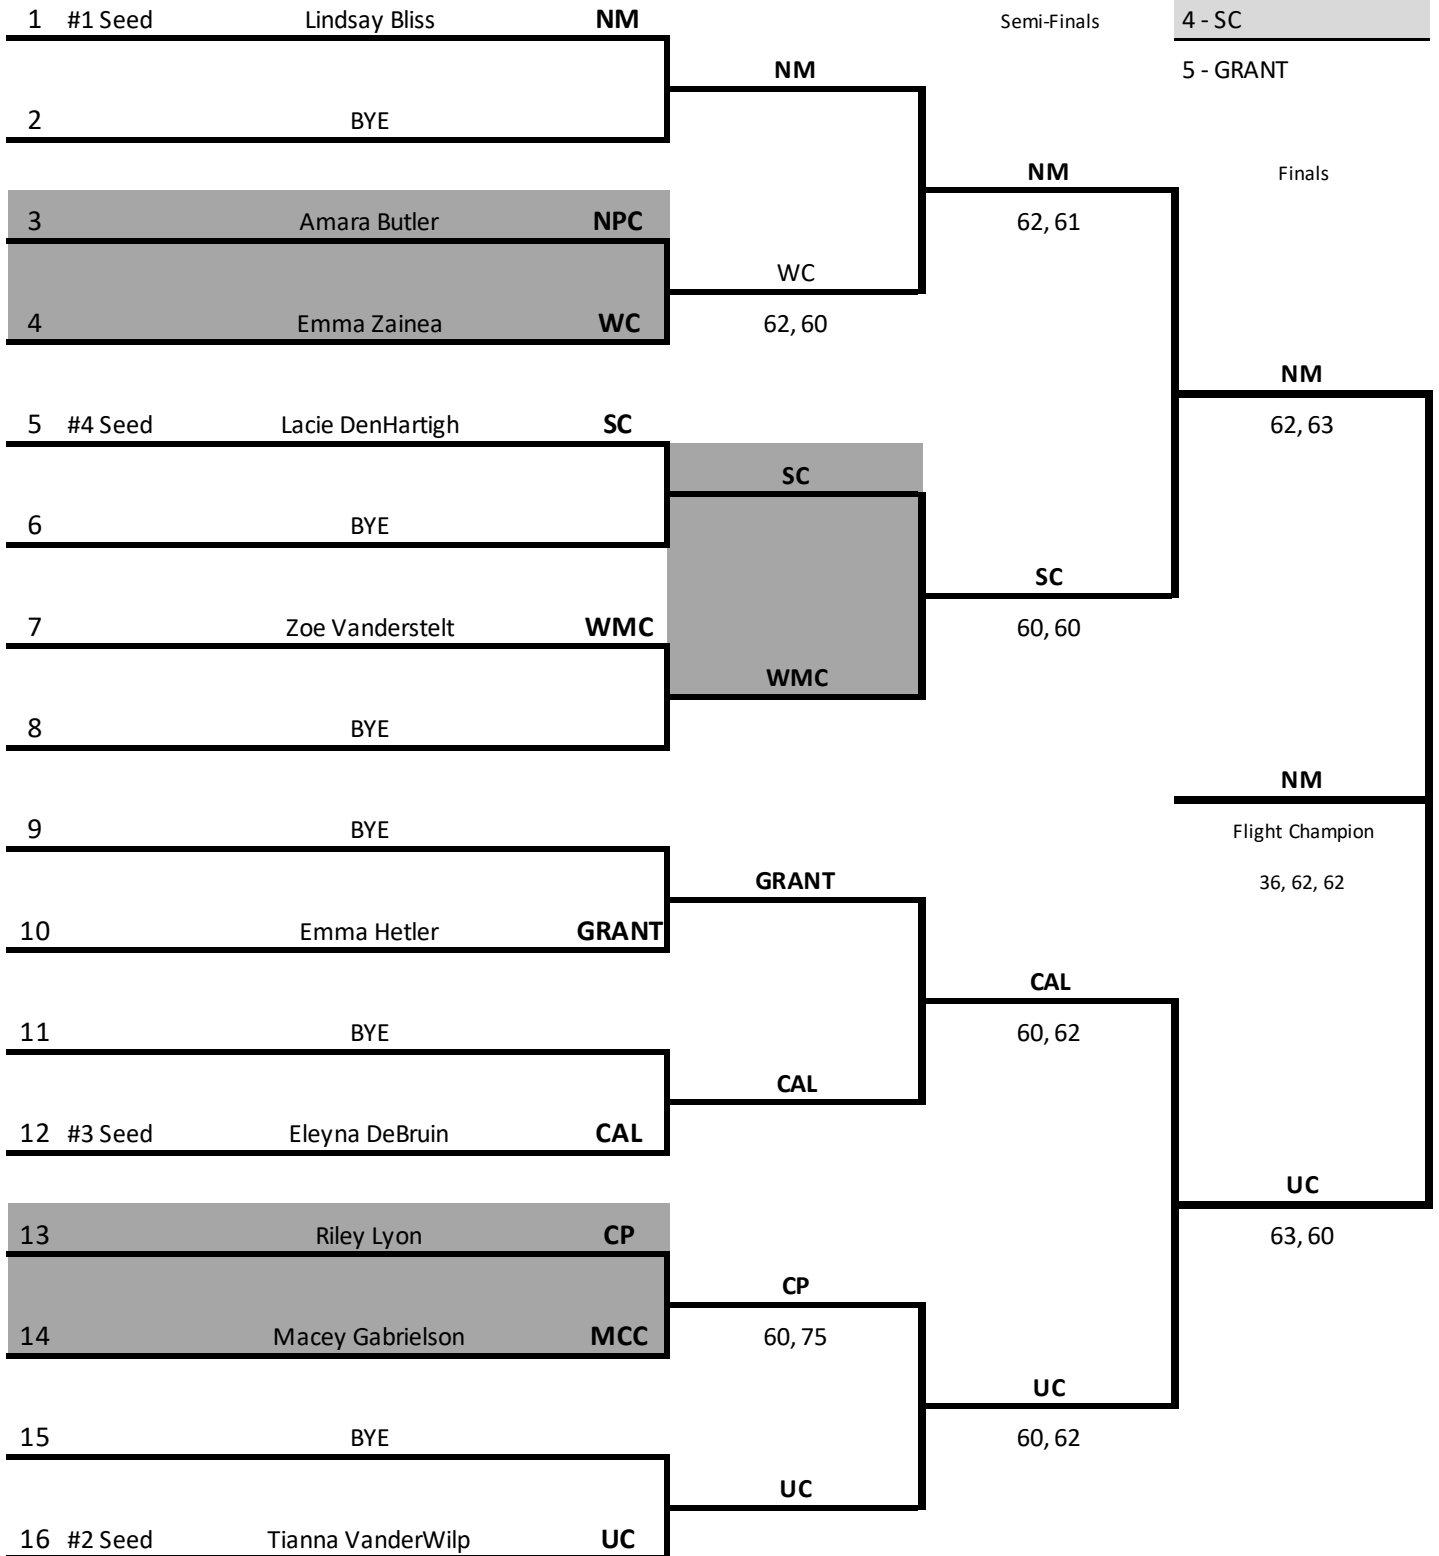 1 #1 Seed Lindsay Bliss NM Semi-Finals 4 - SC
NM 5 - GRANT
2 BYE
NM Finals
3 Amara Butler NPC 62, 61
WC
4 Emma Zainea WC 62, 60
NM
5 #4 Seed Lacie DenHartigh SC 62, 63
SC
6 BYE
SC
7 Zoe Vanderstelt WMC 60, 60
WMC
8 BYE
NM
9 BYE Flight Champion
GRANT 36, 62, 62
10 Emma Hetler GRANT
CAL
11 BYE 60, 62
CAL
12 #3 Seed Eleyna DeBruin CAL
UC
13 Riley Lyon CP 63, 60
CP
14 Macey Gabrielson MCC 60, 75
UC
15 BYE 60, 62
UC
16 #2 Seed Tianna VanderWilp UC